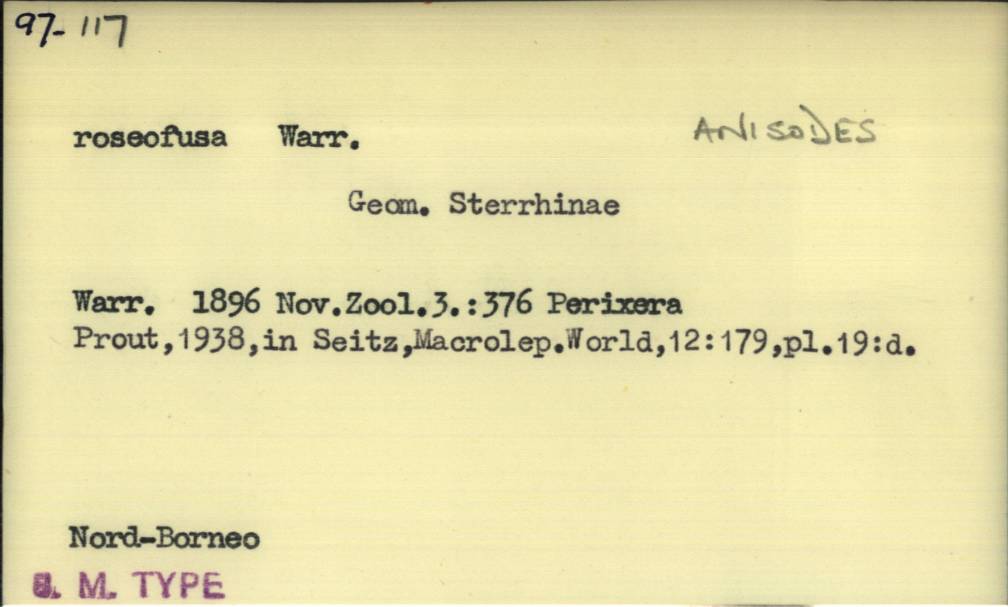 97-117
roseofusa Warr. ANISODES
Geom. Sterrhinae
Warr. 1896 Nov.Zool.3.:376 Perixera
Prout,1938,in Seitz,Macrolep.World,12:179,pl.19:d.
Nord-Borneo
B. M. TYPE